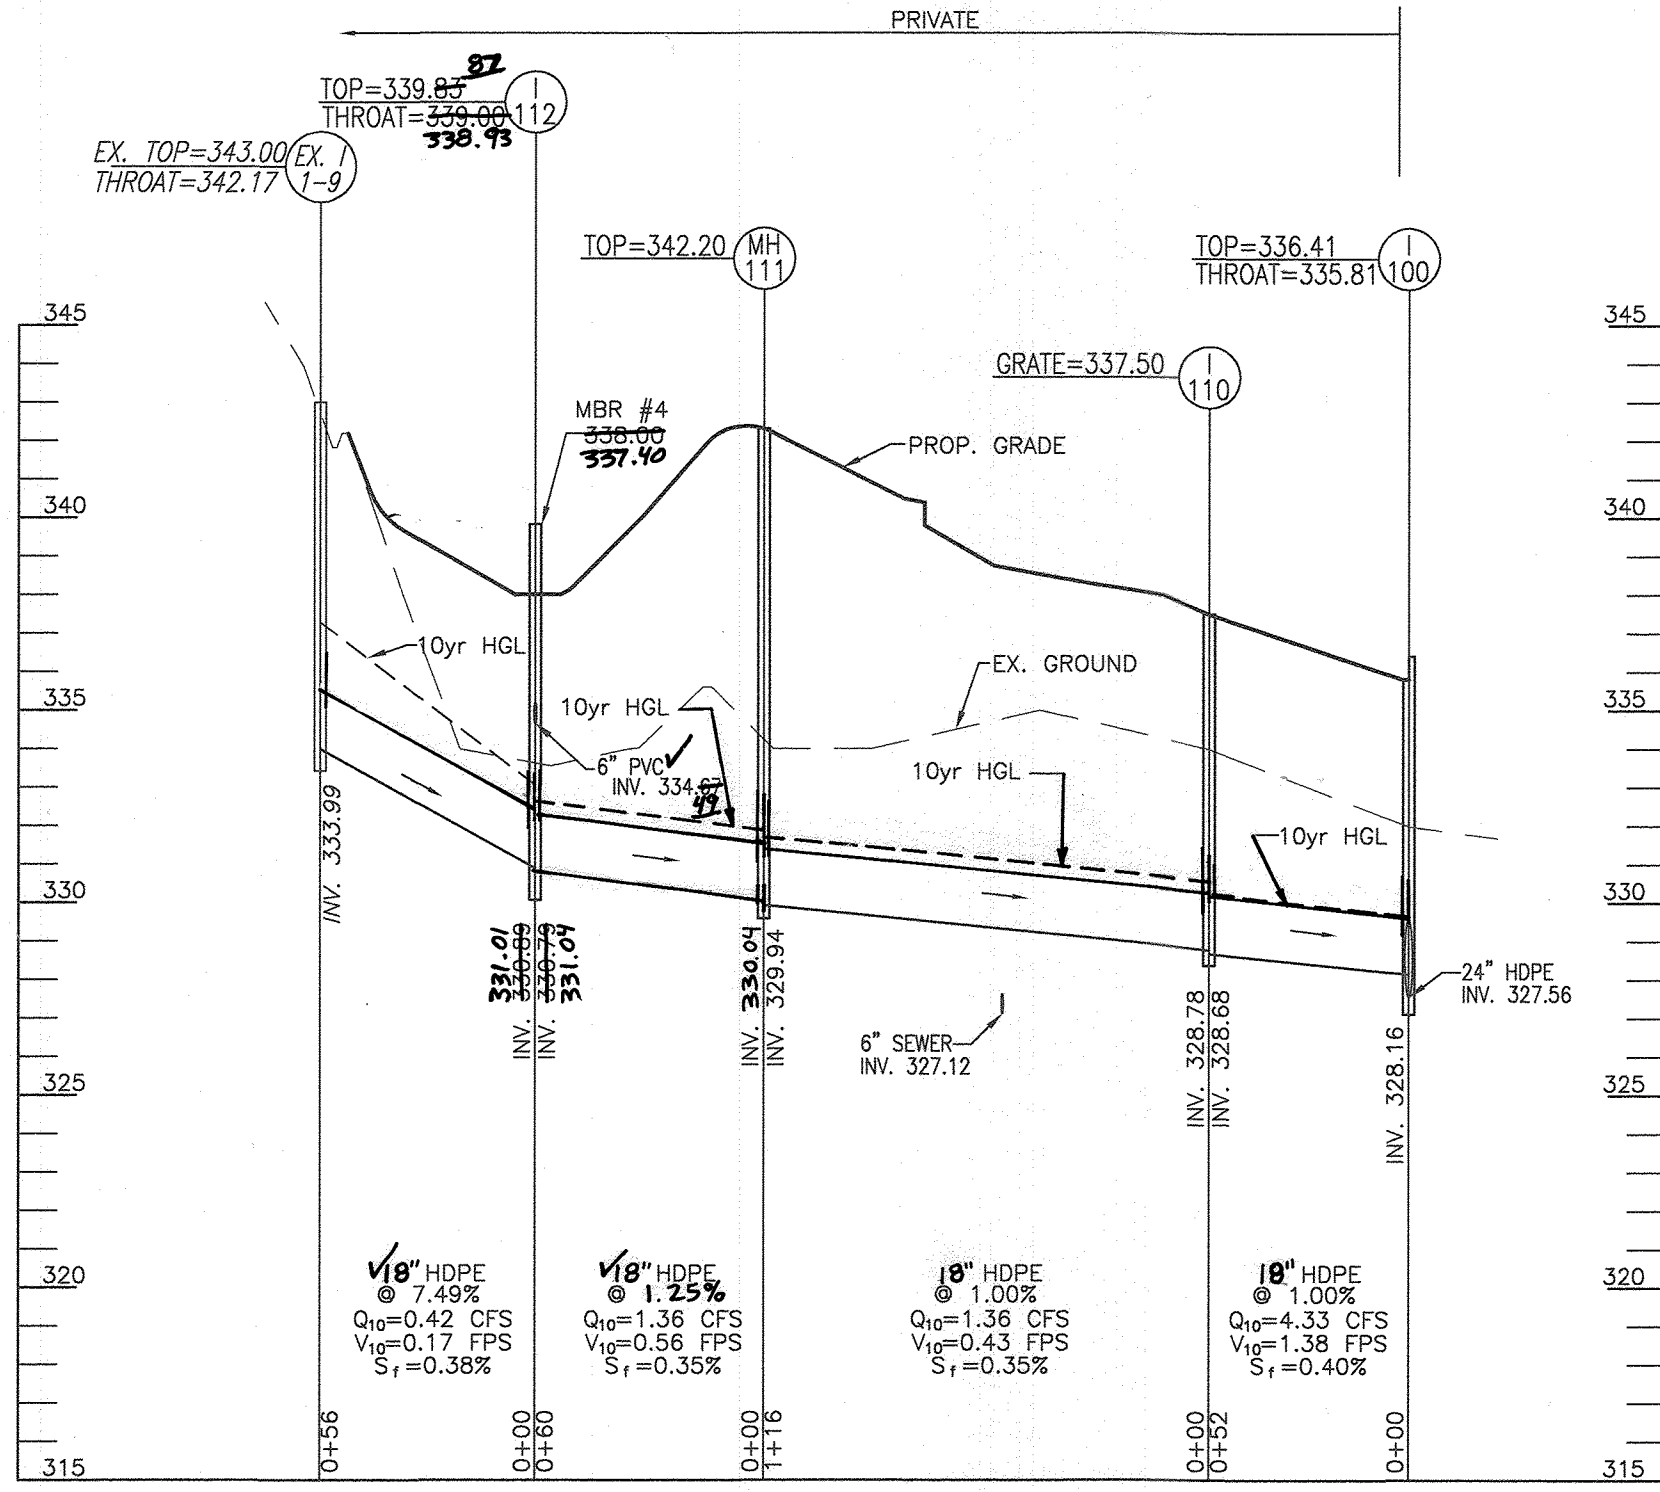 PRIVATE
87
TOP=339.83
THROAT=339.00
338.93
I
112
EX. TOP=343.00
THROAT=342.17
EX. I
1-9
TOP=342.20
MH
111
TOP=336.41
THROAT=335.81
I
100
GRATE=337.50
I
110
345
345
MBR #4
338.00
337.40
PROP. GRADE
340
340
10yr HGL
EX. GROUND
335
335
10yr HGL
6" PVC ✓
INV. 334.67
49
10yr HGL
10yr HGL
330
330
INV. 333.99
331.01
INV. 330.89
INV. 330.79
331.04
INV. 330.04
INV. 329.94
24" HDPE
INV. 327.56
6" SEWER
INV. 327.12
INV. 328.78
INV. 328.68
INV. 328.16
325
325
320
320
✓18" HDPE
@ 7.49%
Q10=0.42 CFS
V10=0.17 FPS
Sf=0.38%
✓18" HDPE
@ 1.25%
Q10=1.36 CFS
V10=0.56 FPS
Sf=0.35%
18" HDPE
@ 1.00%
Q10=1.36 CFS
V10=0.43 FPS
Sf=0.35%
18" HDPE
@ 1.00%
Q10=4.33 CFS
V10=1.38 FPS
Sf=0.40%
0+56
0+00
0+60
0+00
1+16
0+00
0+52
0+00
315
315